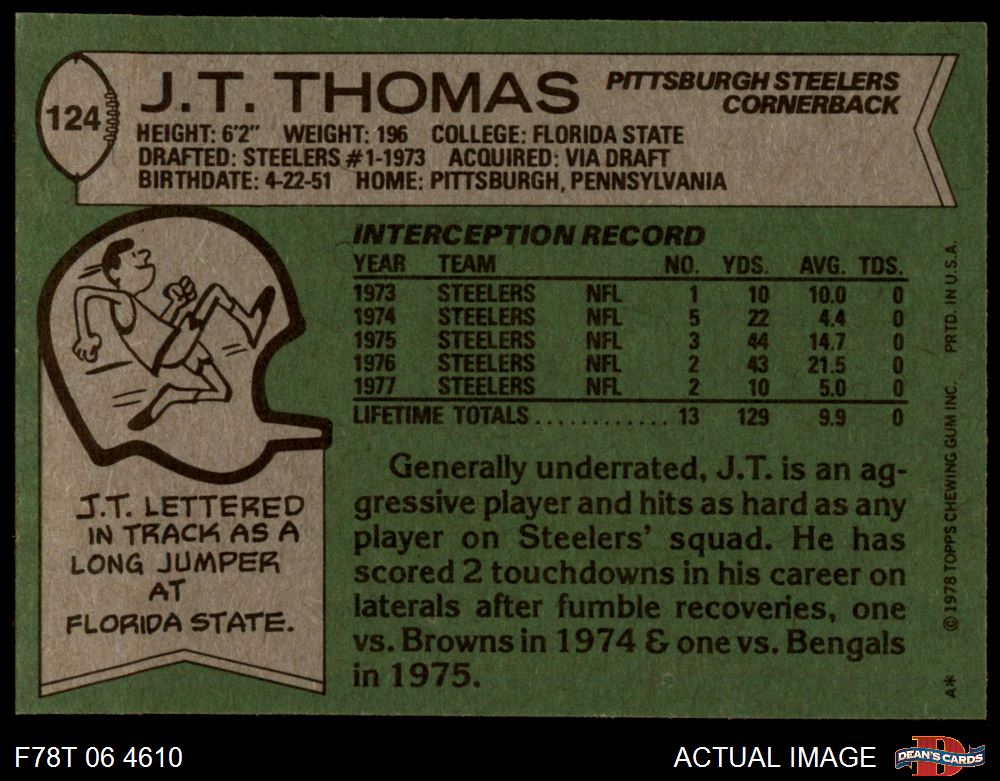 124
J.T. THOMAS
PITTSBURGH STEELERS
CORNERBACK
HEIGHT: 6'2" WEIGHT: 196 COLLEGE: FLORIDA STATE
DRAFTED: STEELERS #1-1973 ACQUIRED: VIA DRAFT
BIRTHDATE: 4-22-51 HOME: PITTSBURGH, PENNSYLVANIA
J.T. LETTERED
IN TRACK AS A
LONG JUMPER
AT
FLORIDA STATE.
INTERCEPTION RECORD
YEAR TEAM NO. YDS. AVG. TDS.
1973 STEELERS NFL 1 10 10.0 0
1974 STEELERS NFL 5 22 4.4 0
1975 STEELERS NFL 3 44 14.7 0
1976 STEELERS NFL 2 43 21.5 0
1977 STEELERS NFL 2 10 5.0 0
LIFETIME TOTALS............ 13 129 9.9 0
Generally underrated, J.T. is an ag-
gressive player and hits as hard as any
player on Steelers' squad. He has
scored 2 touchdowns in his career on
laterals after fumble recoveries, one
vs. Browns in 1974 & one vs. Bengals
in 1975.
A* © 1978 TOPPS CHEWING GUM INC. PRTD. IN U.S.A.
F78T 06 4610
ACTUAL IMAGE
D
DEAN'S CARDS